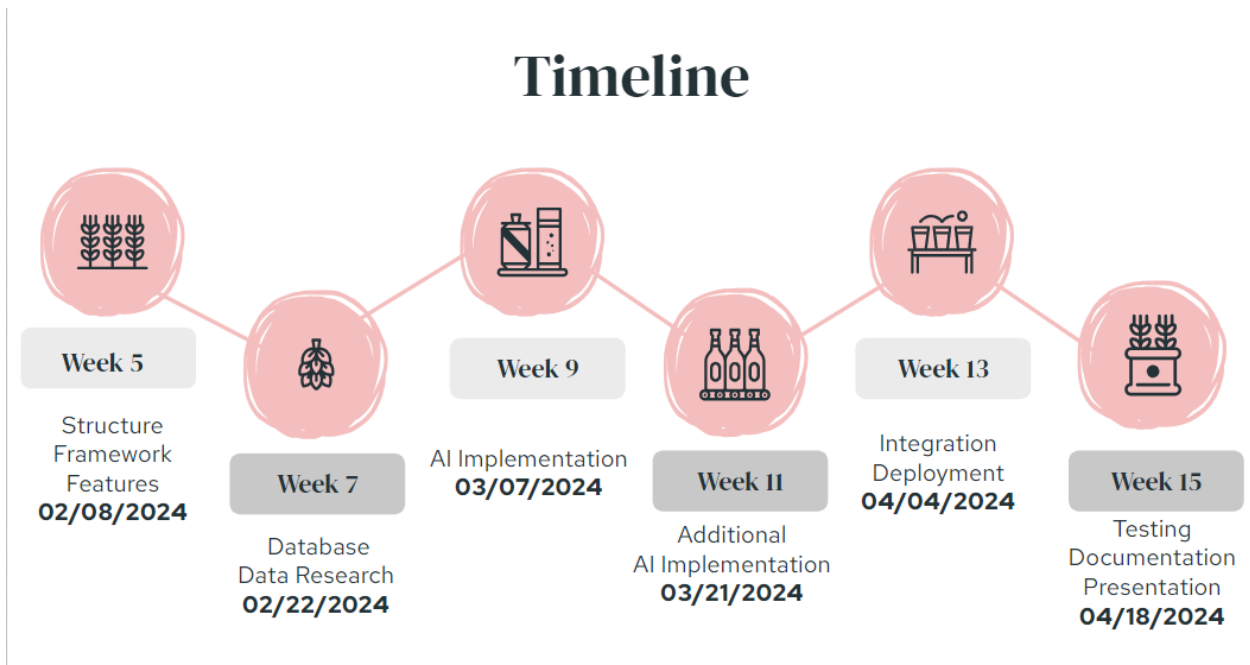 Timeline
Week 5
Structure
Framework
Features
02/08/2024
Week 7
Database
Data Research
02/22/2024
Week 9
AI Implementation
03/07/2024
Week 11
Additional
AI Implementation
03/21/2024
Week 13
Integration
Deployment
04/04/2024
Week 15
Testing
Documentation
Presentation
04/18/2024